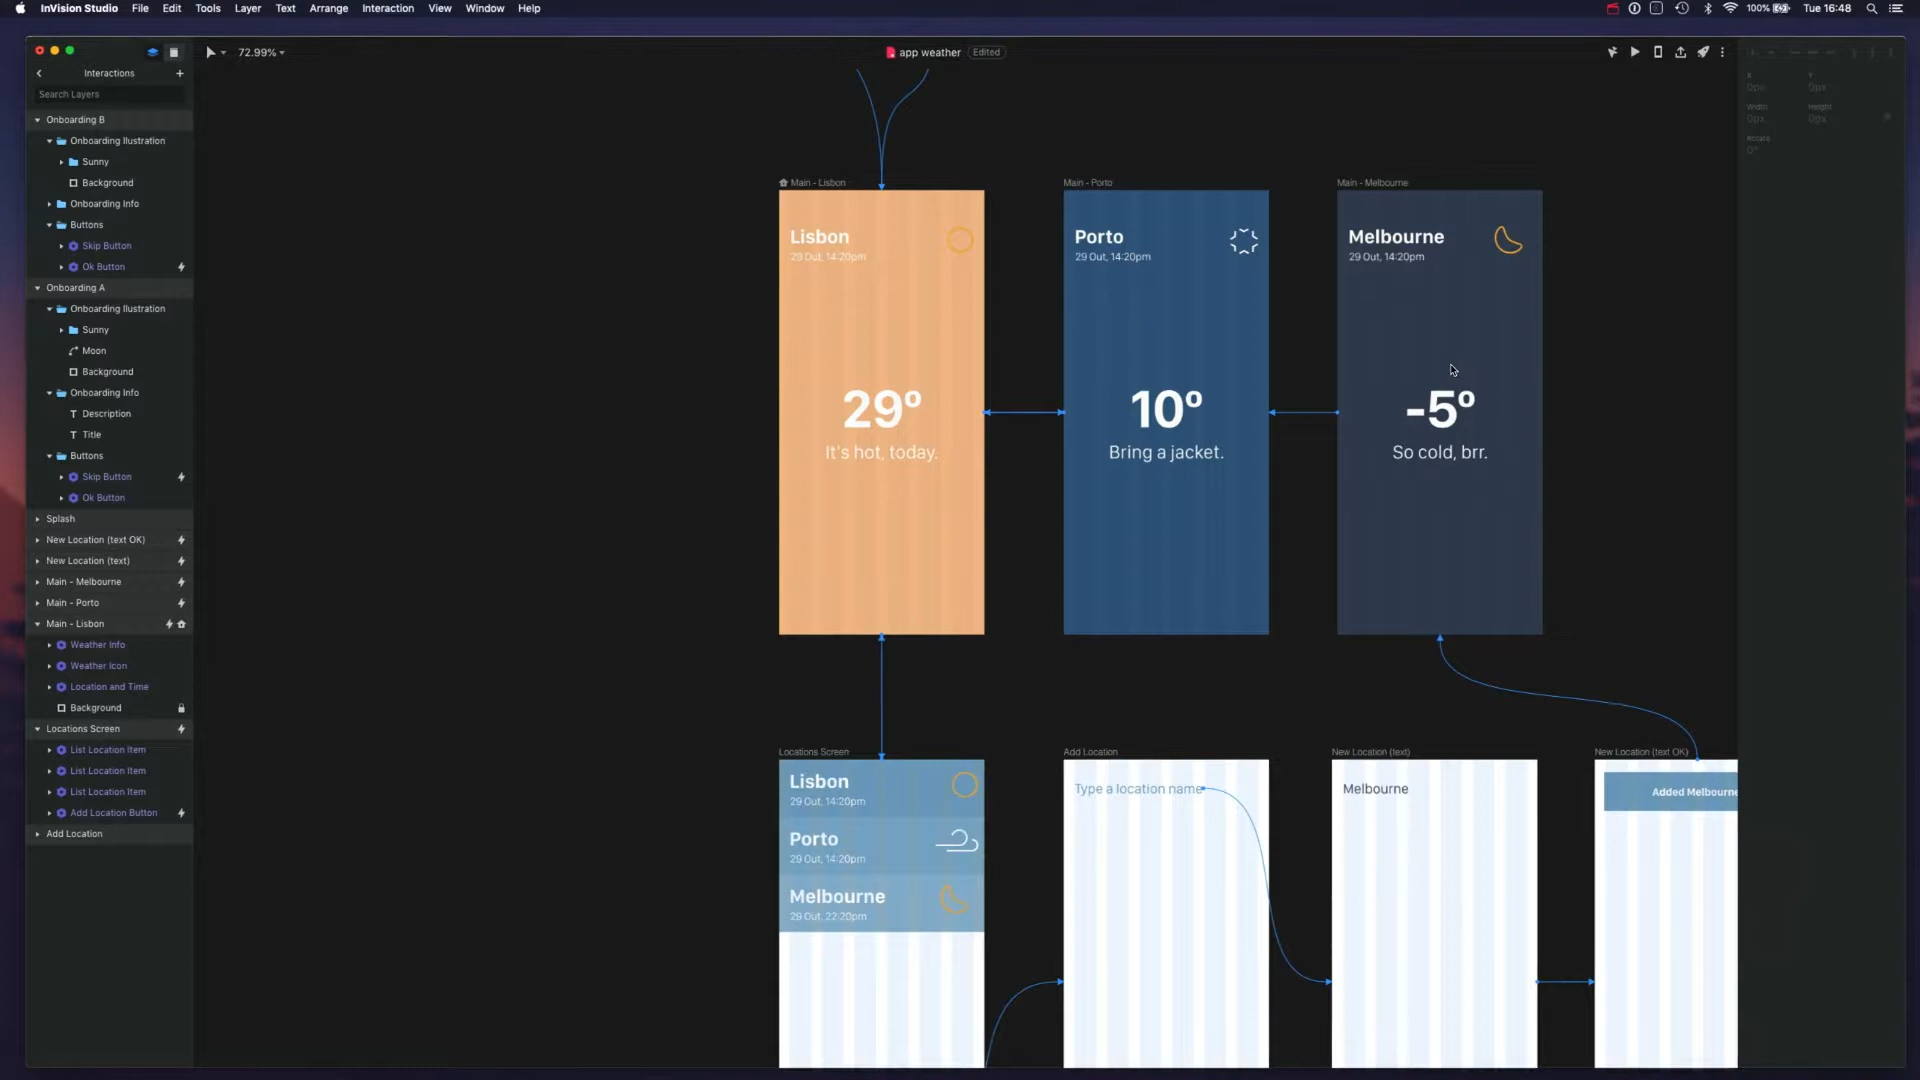 InVision Studio File Edit Tools Layer Text Arrange Interaction View Window Help
100% Tue 16:48
72.99%
app weather Edited
Interactions
Search Layers
Onboarding B
Onboarding Ilustration
Sunny
Background
Onboarding Info
Buttons
Skip Button
Ok Button
Onboarding A
Onboarding Ilustration
Sunny
Moon
Background
Onboarding Info
Description
Title
Buttons
Skip Button
Ok Button
Splash
New Location (text OK)
New Location (text)
Main - Melbourne
Main - Porto
Main - Lisbon
Weather Info
Weather Icon
Location and Time
Background
Locations Screen
List Location Item
List Location Item
List Location Item
Add Location Button
Add Location
Main - Lisbon
Lisbon
29 Out, 14:20pm
29º
It's hot, today.
Main - Porto
Porto
29 Out, 14:20pm
10º
Bring a jacket.
Main - Melbourne
Melbourne
29 Out, 14:20pm
-5º
So cold, brr.
Locations Screen
Lisbon
29 Out, 14:20pm
Porto
29 Out, 14:20pm
Melbourne
29 Out, 22:20pm
Add Location
Type a location name
New Location (text)
Melbourne
New Location (text OK)
Added Melbourne
X Y
0px 0px
Width Height
0px 0px
Rotate
0°